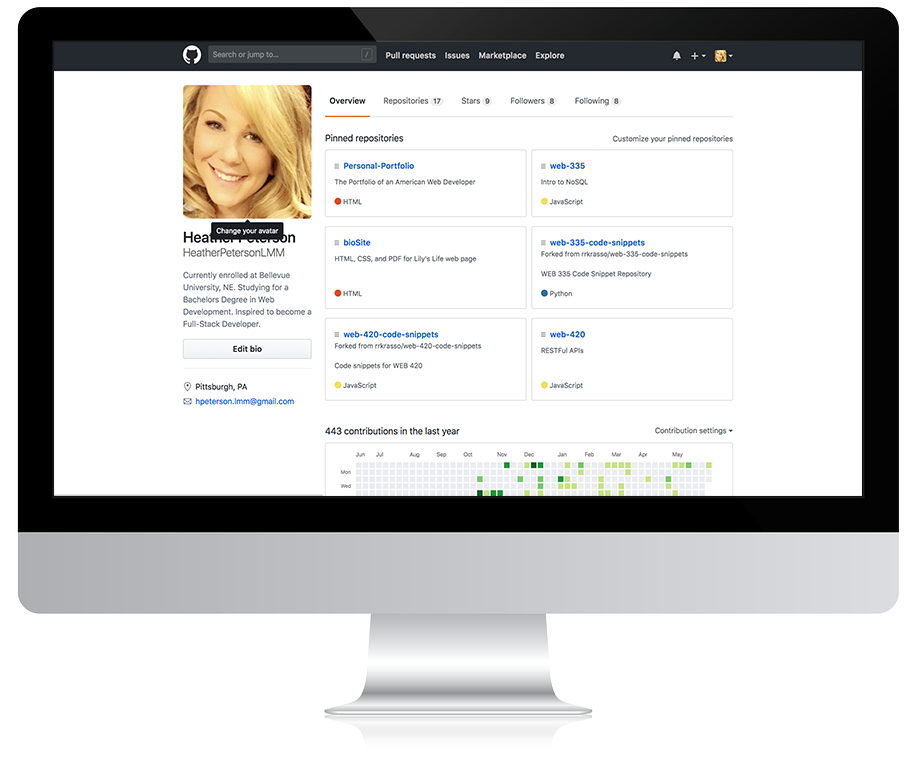 Search or jump to...
/
Pull requests
Issues
Marketplace
Explore
Overview
Repositories 17
Stars 9
Followers 8
Following 8
Change your avatar
Heather Peterson
HeatherPetersonLMM
Currently enrolled at Bellevue
University, NE. Studying for a
Bachelors Degree in Web
Development. Inspired to become a
Full-Stack Developer.
Edit bio
Pittsburgh, PA
hpeterson.lmm@gmail.com
Pinned repositories
Customize your pinned repositories
Personal-Portfolio
The Portfolio of an American Web Developer
HTML
web-335
Intro to NoSQL
JavaScript
bioSite
HTML, CSS, and PDF for Lily's Life web page
HTML
web-335-code-snippets
Forked from rrkrasso/web-335-code-snippets
WEB 335 Code Snippet Repository
Python
web-420-code-snippets
Forked from rrkrasso/web-420-code-snippets
Code snippets for WEB 420
JavaScript
web-420
RESTFul APIs
JavaScript
443 contributions in the last year
Contribution settings
Jun Jul Aug Sep Oct Nov Dec Jan Feb Mar Apr May
Mon
Wed